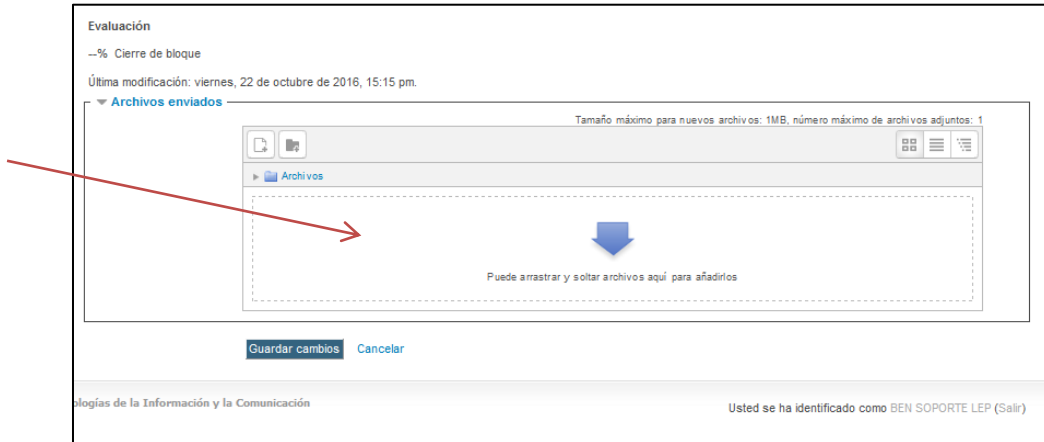 Evaluación
--% Cierre de bloque
Última modificación: viernes, 22 de octubre de 2016, 15:15 pm.
Archivos enviados
Tamaño máximo para nuevos archivos: 1MB, número máximo de archivos adjuntos: 1
Archivos
Puede arrastrar y soltar archivos aquí para añadirlos
Guardar cambios Cancelar
ologías de la Información y la Comunicación
Usted se ha identificado como BEN SOPORTE LEP (Salir)